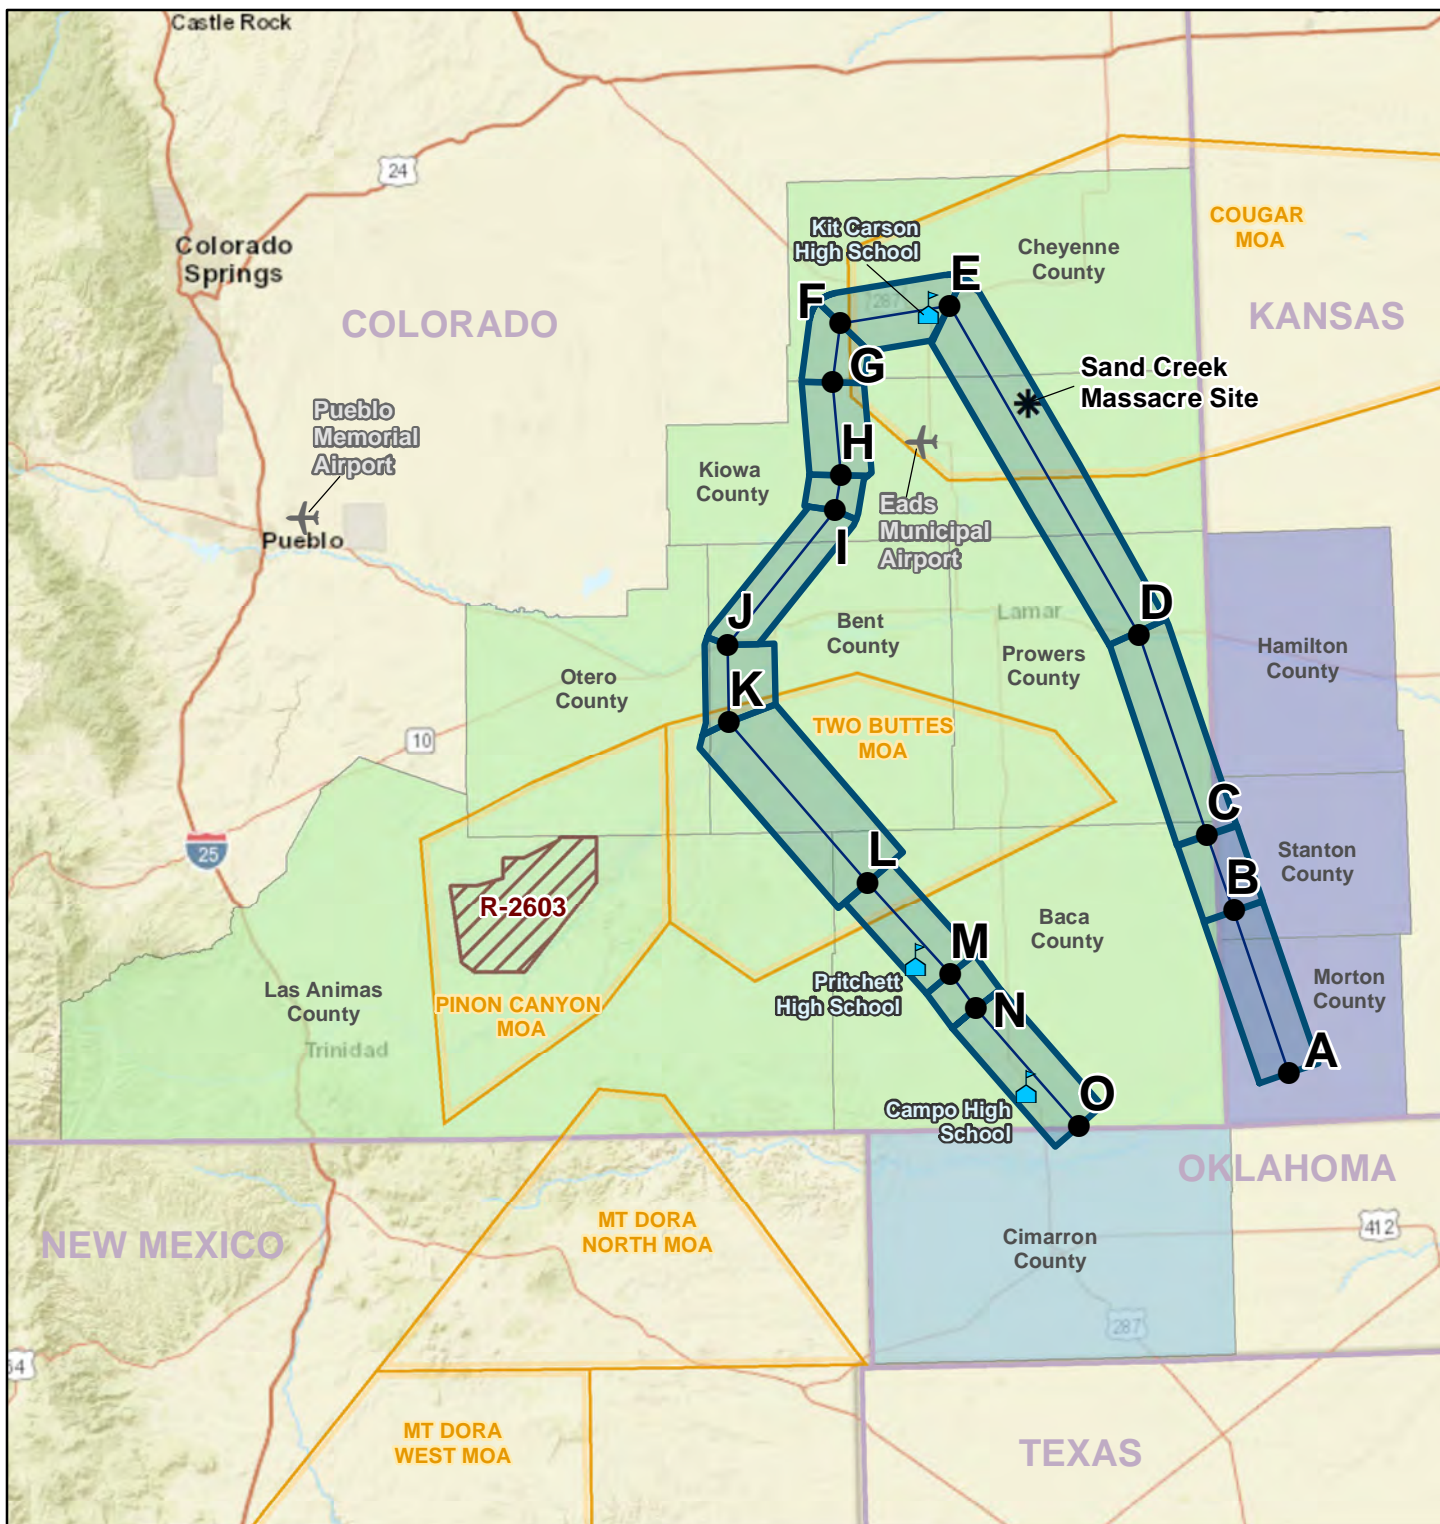 Castle Rock
24
COUGAR
MOA
Kit Carson
High School
Cheyenne
County
Colorado
Springs
E
F
287
COLORADO
KANSAS
G
Sand Creek
Massacre Site
Pueblo
Memorial
Airport
H
Kiowa
County
Eads
Municipal
Airport
Pueblo
I
J
D
Lamar
Bent
County
Prowers
County
Hamilton
County
Otero
County
K
TWO BUTTES
MOA
10
C
25
L
B
Stanton
County
R-2603
Baca
County
M
Las Animas
County
PINON CANYON
MOA
Pritchett
High School
N
Morton
County
Trinidad
A
O
Campo High
School
OKLAHOMA
NEW MEXICO
MT DORA
NORTH MOA
Cimarron
County
412
287
MT DORA
WEST MOA
TEXAS